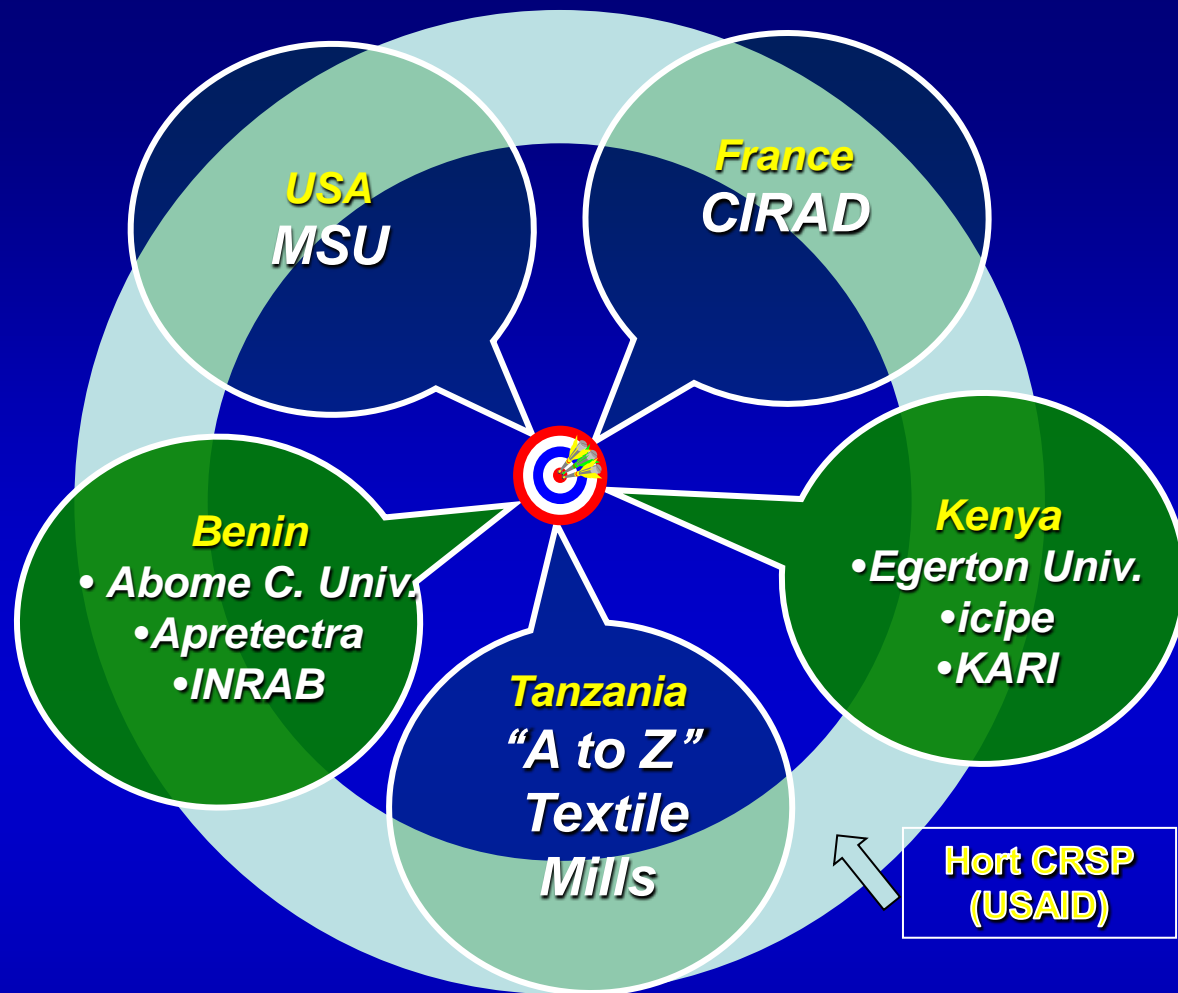 USA
MSU
France
CIRAD
Benin
• Abome C. Univ.
•Apretectra
•INRAB
Kenya
•Egerton Univ.
•icipe
•KARI
Tanzania
“A to Z”
Textile
Mills
Hort CRSP
(USAID)